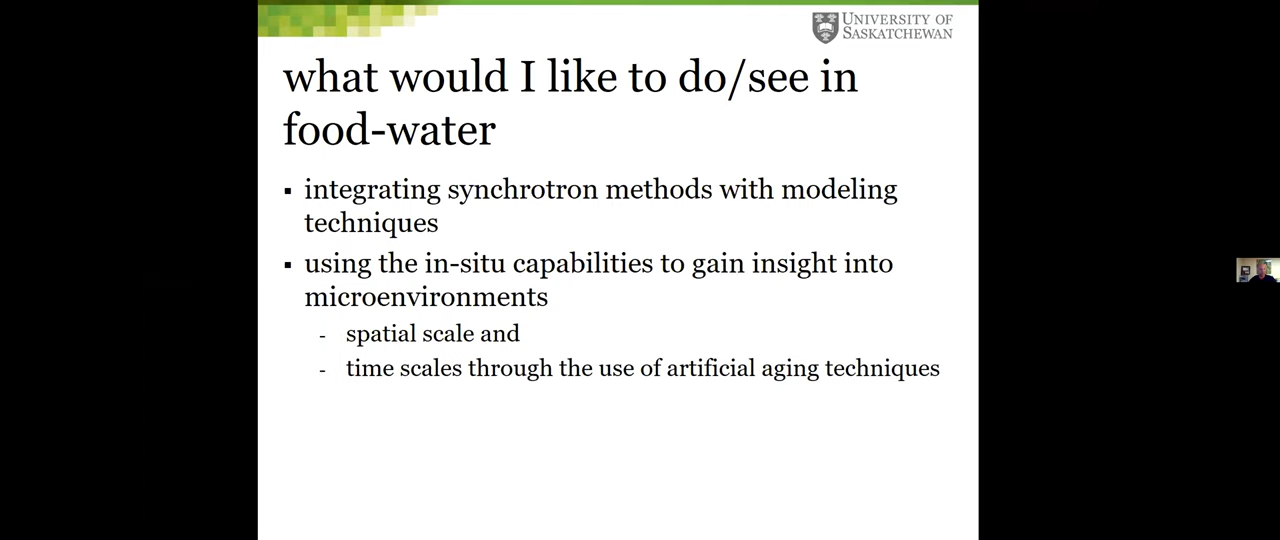 UNIVERSITY OF
SASKATCHEWAN
what would I like to do/see in
food-water
▪ integrating synchrotron methods with modeling
techniques
▪ using the in-situ capabilities to gain insight into
microenvironments
- spatial scale and
- time scales through the use of artificial aging techniques